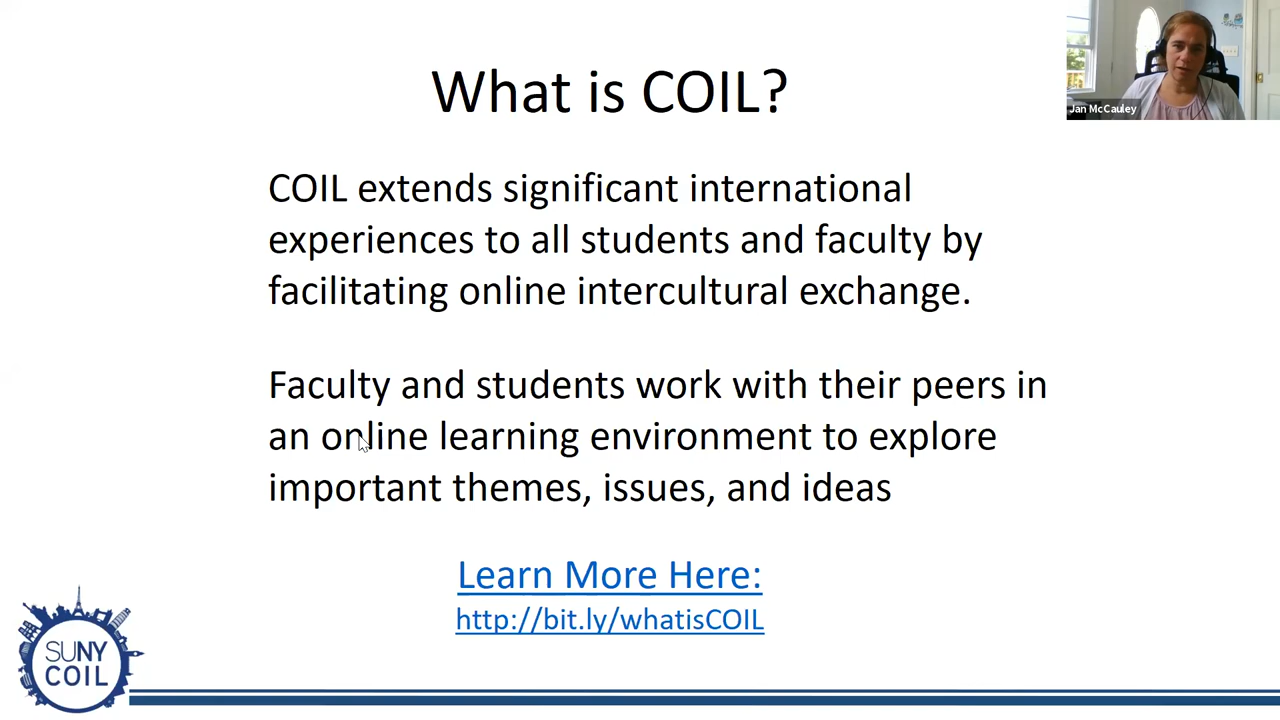 What is COIL?
Jan McCauley
COIL extends significant international
experiences to all students and faculty by
facilitating online intercultural exchange.
Faculty and students work with their peers in
an online learning environment to explore
important themes, issues, and ideas
Learn More Here:
http://bit.ly/whatisCOIL
SUNY
COIL